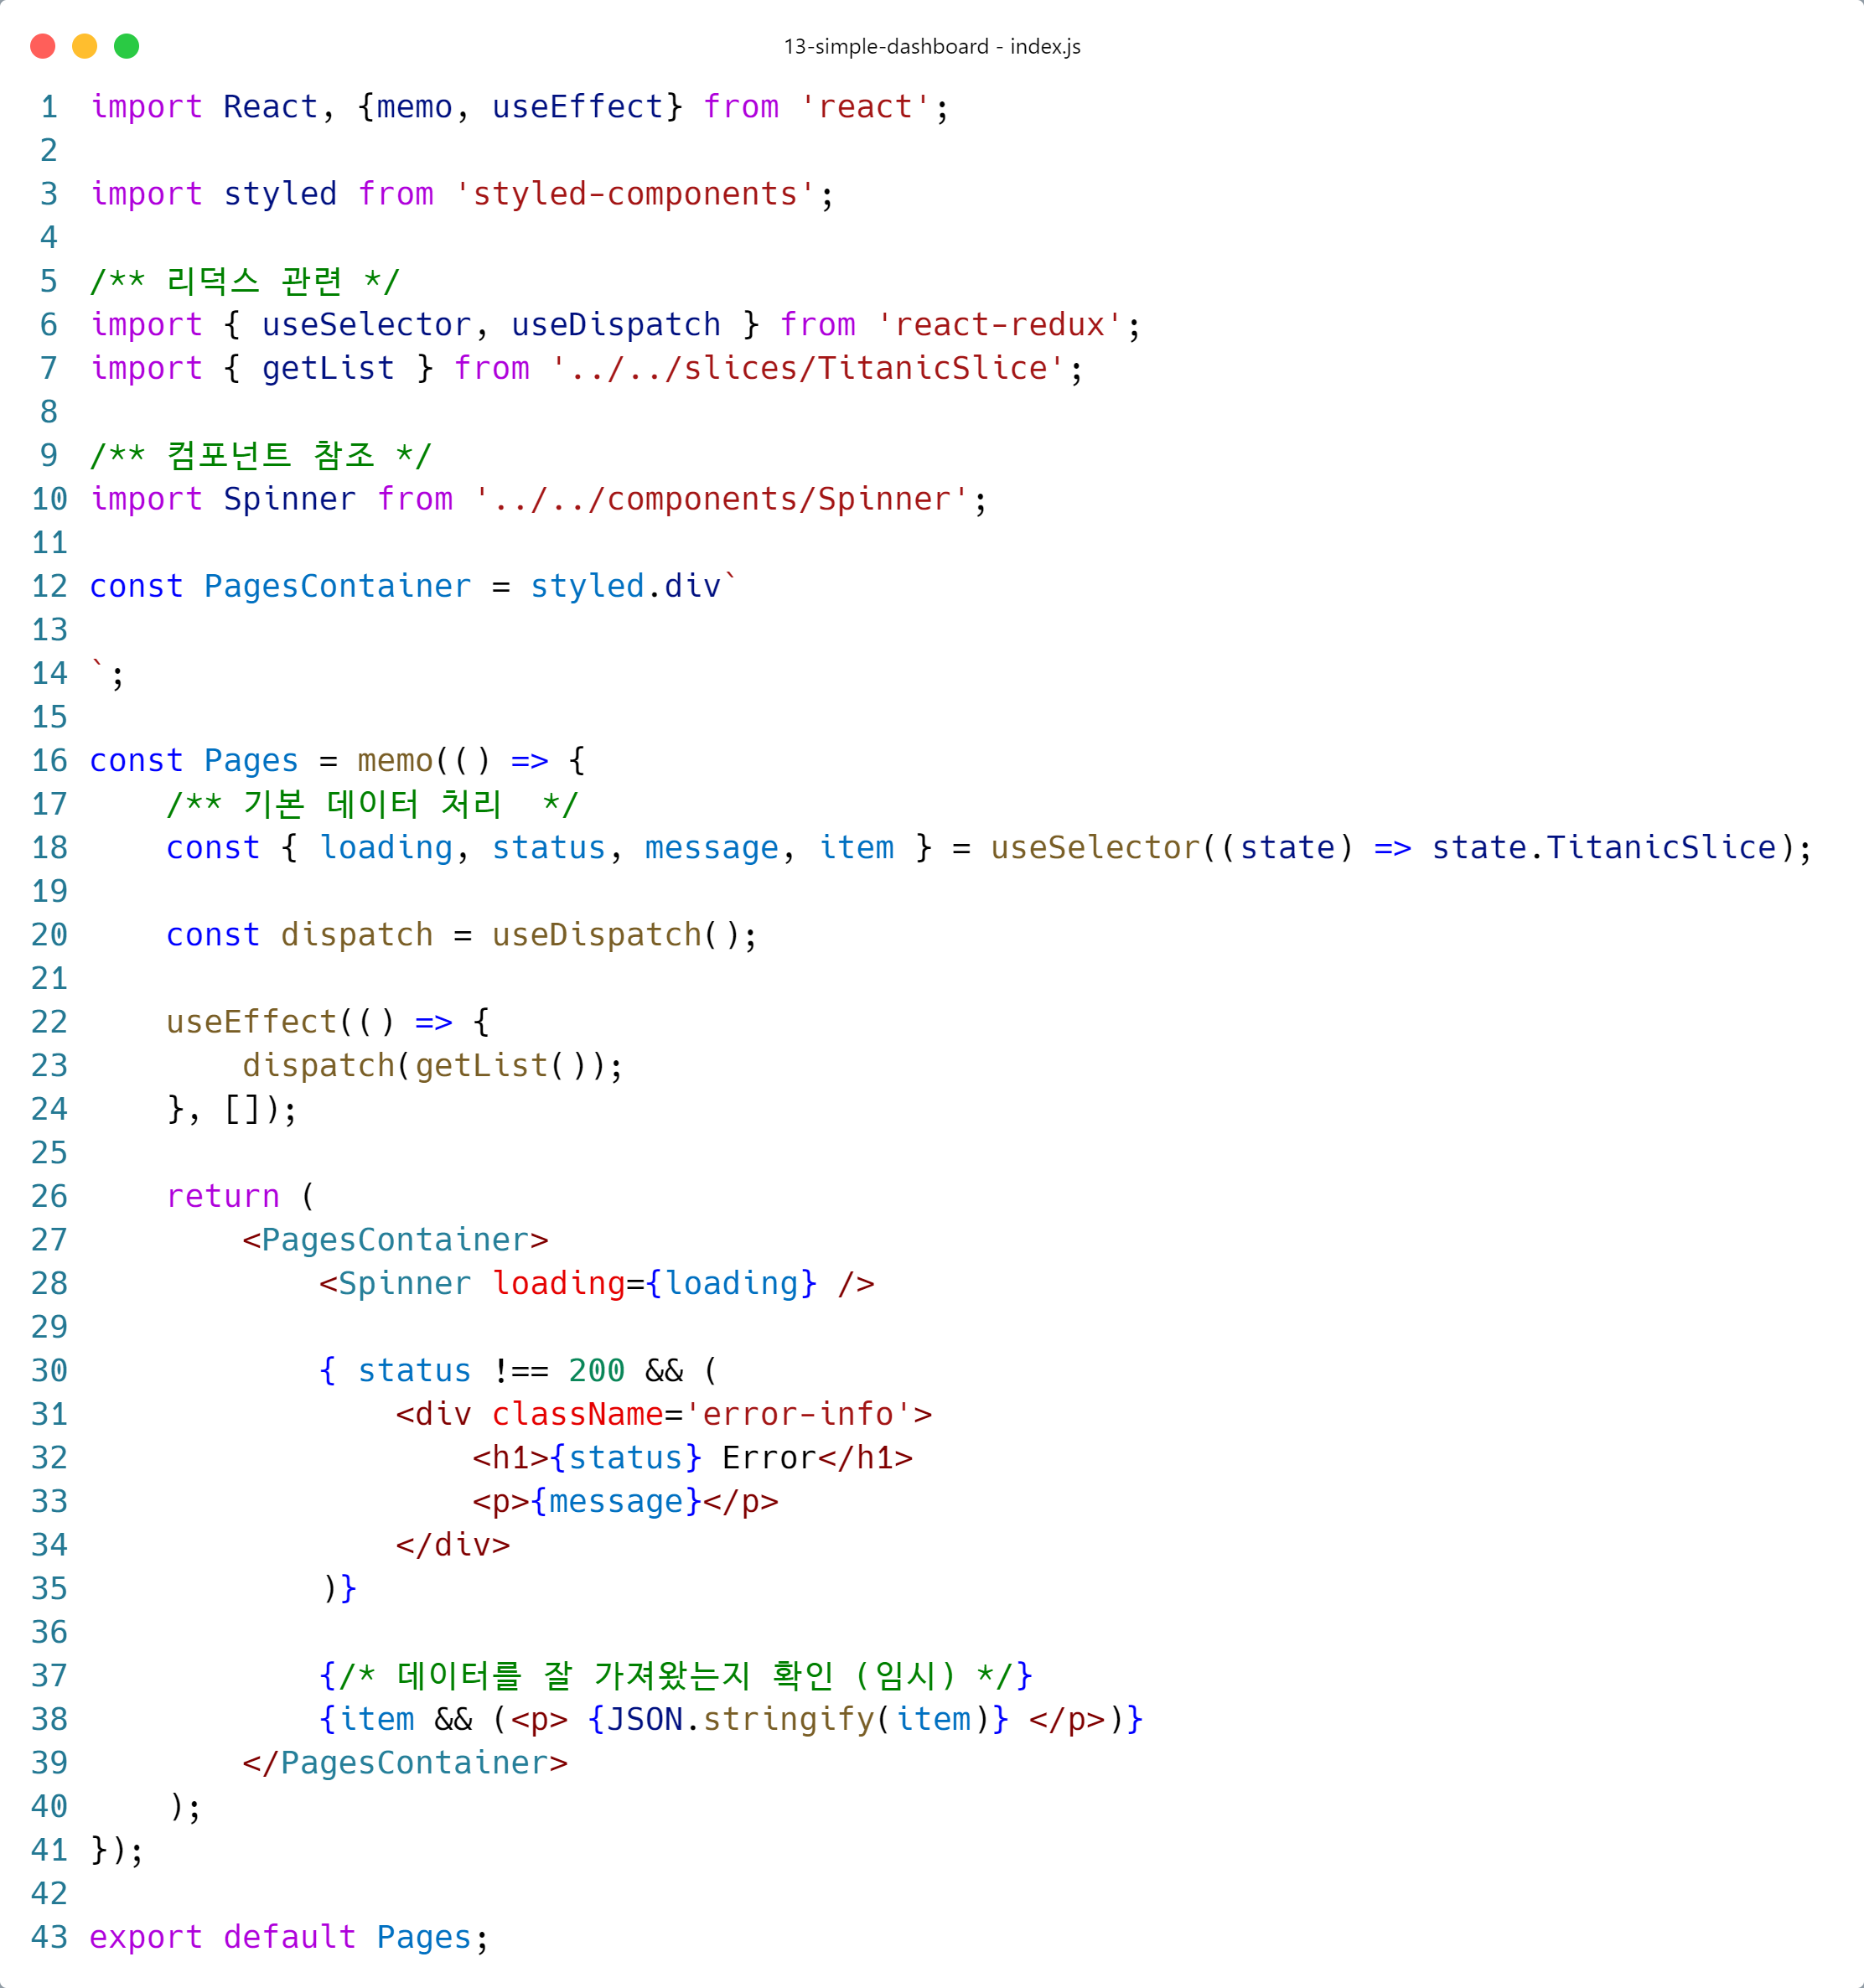 13-simple-dashboard - index.js
1 import React, {memo, useEffect} from 'react';
2
3 import styled from 'styled-components';
4
5 /** 리덕스 관련 */
6 import { useSelector, useDispatch } from 'react-redux';
7 import { getList } from '../../slices/TitanicSlice';
8
9 /** 컴포넌트 참조 */
10 import Spinner from '../../components/Spinner';
11
12 const PagesContainer = styled.div`
13
14 `;
15
16 const Pages = memo(() => {
17     /** 기본 데이터 처리  */
18     const { loading, status, message, item } = useSelector((state) => state.TitanicSlice);
19
20     const dispatch = useDispatch();
21
22     useEffect(() => {
23         dispatch(getList());
24     }, []);
25
26     return (
27         <PagesContainer>
28             <Spinner loading={loading} />
29
30             { status !== 200 && (
31                 <div className='error-info'>
32                     <h1>{status} Error</h1>
33                     <p>{message}</p>
34                 </div>
35             )}
36
37             {/* 데이터를 잘 가져왔는지 확인 (임시) */}
38             {item && (<p> {JSON.stringify(item)} </p>)}
39         </PagesContainer>
40     );
41 });
42
43 export default Pages;